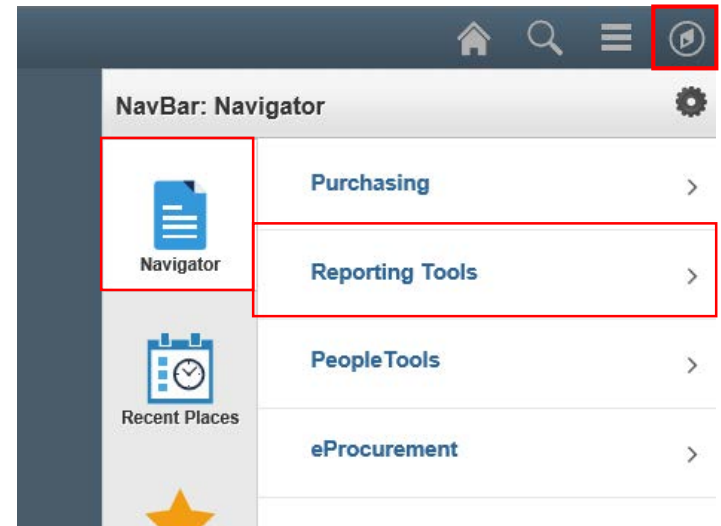 NavBar: Navigator
Navigator
Recent Places
Purchasing
Reporting Tools
PeopleTools
eProcurement